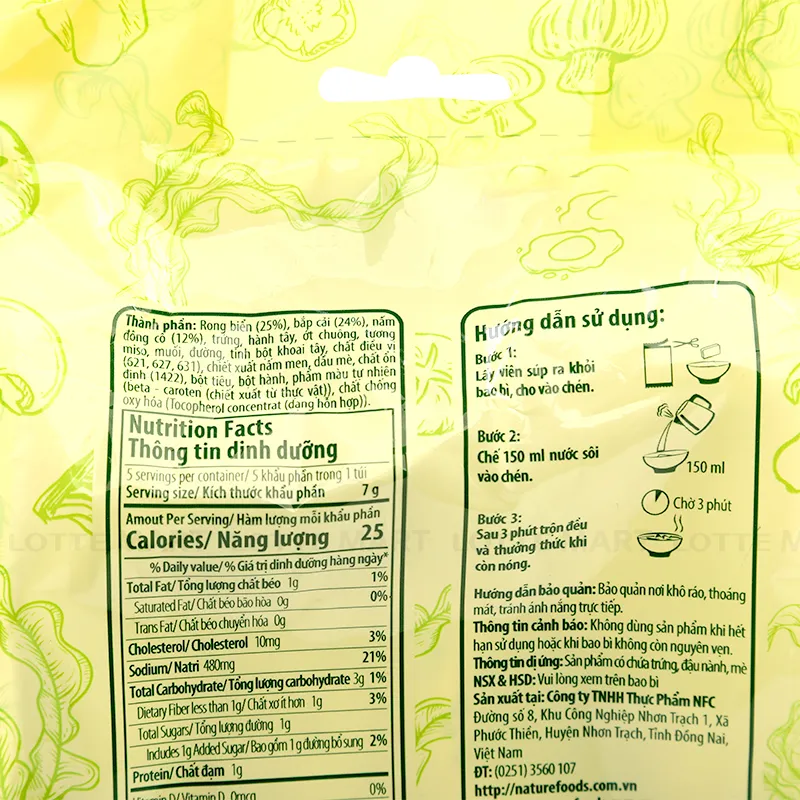 Thành phần: Rong biển (25%), bắp cải (24%), nấm
đông cô (12%), trứng, hành tây, ớt chuông, tương
miso, muối, đường, tinh bột khoai tây, chất điều vị
(621, 627, 631), chiết xuất nấm men, dầu mè, chất ổn
định (1422), bột tiêu, bột hành, phẩm màu tự nhiên
(beta - caroten (chiết xuất từ thực vật)), chất chống
oxy hóa (Tocopherol concentrat (dạng hỗn hợp)).
Nutrition Facts
Thông tin dinh dưỡng
5 servings per container/ 5 khẩu phần trong 1 túi
Serving size/ Kích thước khẩu phần 7 g
Amout Per Serving/ Hàm lượng mỗi khẩu phần
Calories/ Năng lượng 25
% Daily value/ % Giá trị dinh dưỡng hàng ngày*
Total Fat/ Tổng lượng chất béo 1g 1%
Saturated Fat/ Chất béo bão hòa 0g 0%
Trans Fat/ Chất béo chuyển hóa 0g
Cholesterol/ Cholesterol 10mg 3%
Sodium/ Natri 480mg 21%
Total Carbohydrate/ Tổng lượng carbohydrate 3g 1%
Dietary Fiber less than 1g/ Chất xơ ít hơn 1g 3%
Total Sugars/ Tổng lượng đường 1g
Includes 1g Added Sugar/ Bao gồm 1g đường bổ sung 2%
Protein/ Chất đạm 1g
Vitamin D/ Vitamin D 0mcg 0%
Hướng dẫn sử dụng:
Bước 1:
Lấy viên súp ra khỏi
bao bì, cho vào chén.
Bước 2:
Chế 150 ml nước sôi
vào chén.
150 ml
Bước 3:
Sau 3 phút trộn đều
và thưởng thức khi
còn nóng.
Chờ 3 phút
Hướng dẫn bảo quản: Bảo quản nơi khô ráo, thoáng
mát, tránh ánh nắng trực tiếp.
Thông tin cảnh báo: Không dùng sản phẩm khi hết
hạn sử dụng hoặc khi bao bì không còn nguyên vẹn.
Thông tin dị ứng: Sản phẩm có chứa trứng, đậu nành, mè
NSX & HSD: Vui lòng xem trên bao bì
Sản xuất tại: Công ty TNHH Thực Phẩm NFC
Đường số 8, Khu Công Nghiệp Nhơn Trạch 1, Xã
Phước Thiền, Huyện Nhơn Trạch, Tỉnh Đồng Nai,
Việt Nam
ĐT: (0251) 3560 107
http://naturefoods.com.vn
LOTTE MART LOTTE M